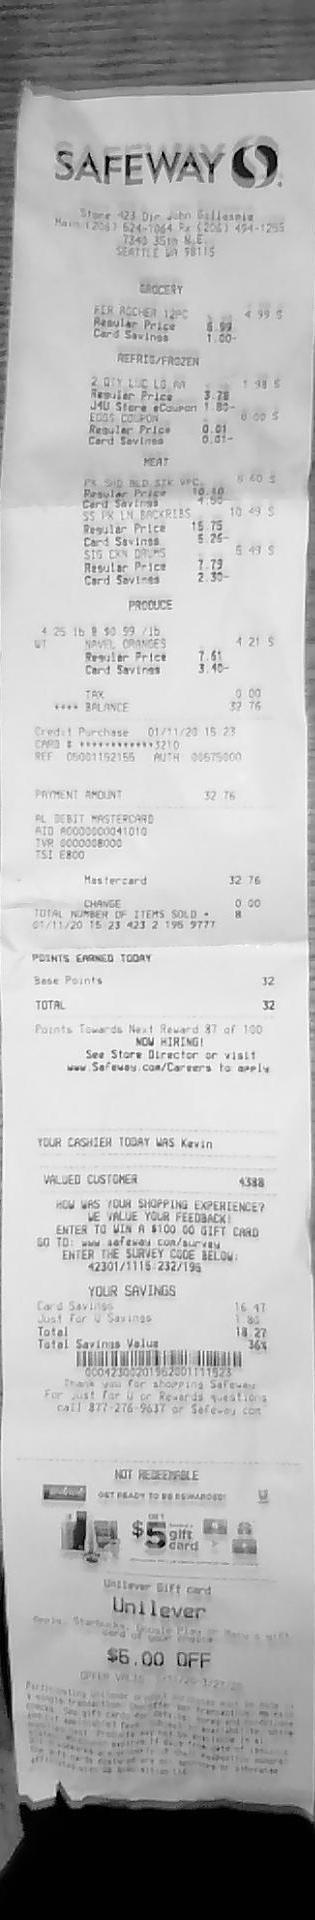 SAFEWAY
Store 423 Dir John Gillespie
Main (206) 524-1064 Rx (206) 494-1255
7340 35th N.E.
SEATTLE WA 98115
GROCERY
FER ROCHER 12PC 4 99 S
Regular Price 5.99
Card Savings 1.00-
REFRIG/FROZEN
2 QTY LUC LG AA 1 98 S
Regular Price 3.78
J4U Store eCoupon 1.80-
EGGS COUPON 0 00 S
Regular Price 0.01
Card Savings 0.01-
MEAT
PK SHD BLD STK VPC 5 60 S
Regular Price 10.10
Card Savings 4.50-
SS PK LN BACKRIBS 10 49 S
Regular Price 15.75
Card Savings 5.26-
SIG CKN DRUMS 5 49 S
Regular Price 7.79
Card Savings 2.30-
PRODUCE
4 25 lb @ $0 99 /lb
WT NAVEL ORANGES 4 21 S
Regular Price 7.61
Card Savings 3.40-
TAX 0 00
**** BALANCE 32 76
Credit Purchase 01/11/20 15 23
CARD # ************3210
REF 05001152155 AUTH 00675000
PAYMENT AMOUNT 32 76
AL DEBIT MASTERCARD
AID A0000000041010
TVR 0000008000
TSI E800
Mastercard 32 76
CHANGE 0 00
TOTAL NUMBER OF ITEMS SOLD = 8
01/11/20 15 23 423 2 195 9777
POINTS EARNED TODAY
Base Points 32
TOTAL 32
Points Towards Next Reward 87 of 100
NOW HIRING!
See Store Director or visit
www.Safeway.com/Careers to apply
YOUR CASHIER TODAY WAS Kevin
VALUED CUSTOMER 4388
HOW WAS YOUR SHOPPING EXPERIENCE?
WE VALUE YOUR FEEDBACK!
ENTER TO WIN A $100 00 GIFT CARD
GO TO: www safeway com/survey
ENTER THE SURVEY CODE BELOW:
42301/1115 232/195
YOUR SAVINGS
Card Savings 16 47
Just For U Savings 1 80
Total 18 27
Total Savings Value 36%
Thank you for shopping Safeway
For Just for U or Rewards questions
call 877-276-9637 or Safeway com
NOT REDEEMABLE
GET READY TO BE REWARDED!
$5 gift card
Unilever Gift card
Unilever
Apple, Starbucks, Google Play or Macy's gift
card of your choice
$5.00 OFF
OFFER VALID